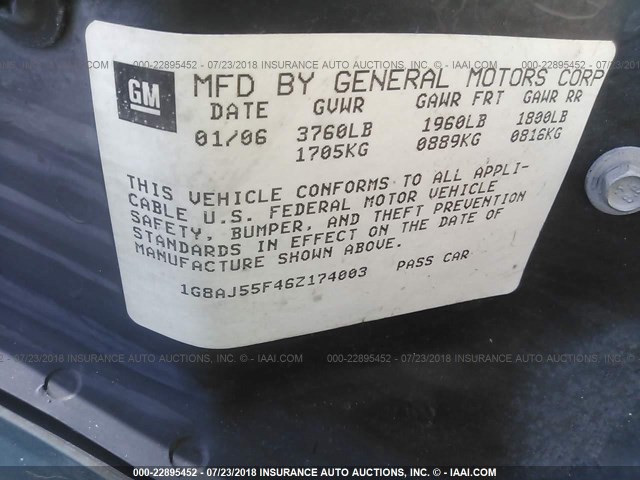 000-22895452 - 07/23/2018 INSURANCE AUTO AUCTIONS, INC. © - IAAI.COM
GM
MFD BY GENERAL MOTORS CORP
DATE GVWR GAWR FRT GAWR RR
01/06 3760LB 1960LB 1800LB
1705KG 0889KG 0816KG
THIS VEHICLE CONFORMS TO ALL APPLI-
CABLE U.S. FEDERAL MOTOR VEHICLE
SAFETY, BUMPER, AND THEFT PREVENTION
STANDARDS IN EFFECT ON THE DATE OF
MANUFACTURE SHOWN ABOVE.
1G8AJ55F46Z174003 PASS CAR
000-22895452 - 07/23/2018 INSURANCE AUTO AUCTIONS, INC. © - IAAI.COM
000-22895452 - 07/23/2018 INSURANCE AUTO AUCTIONS, INC. © - IAAI.COM